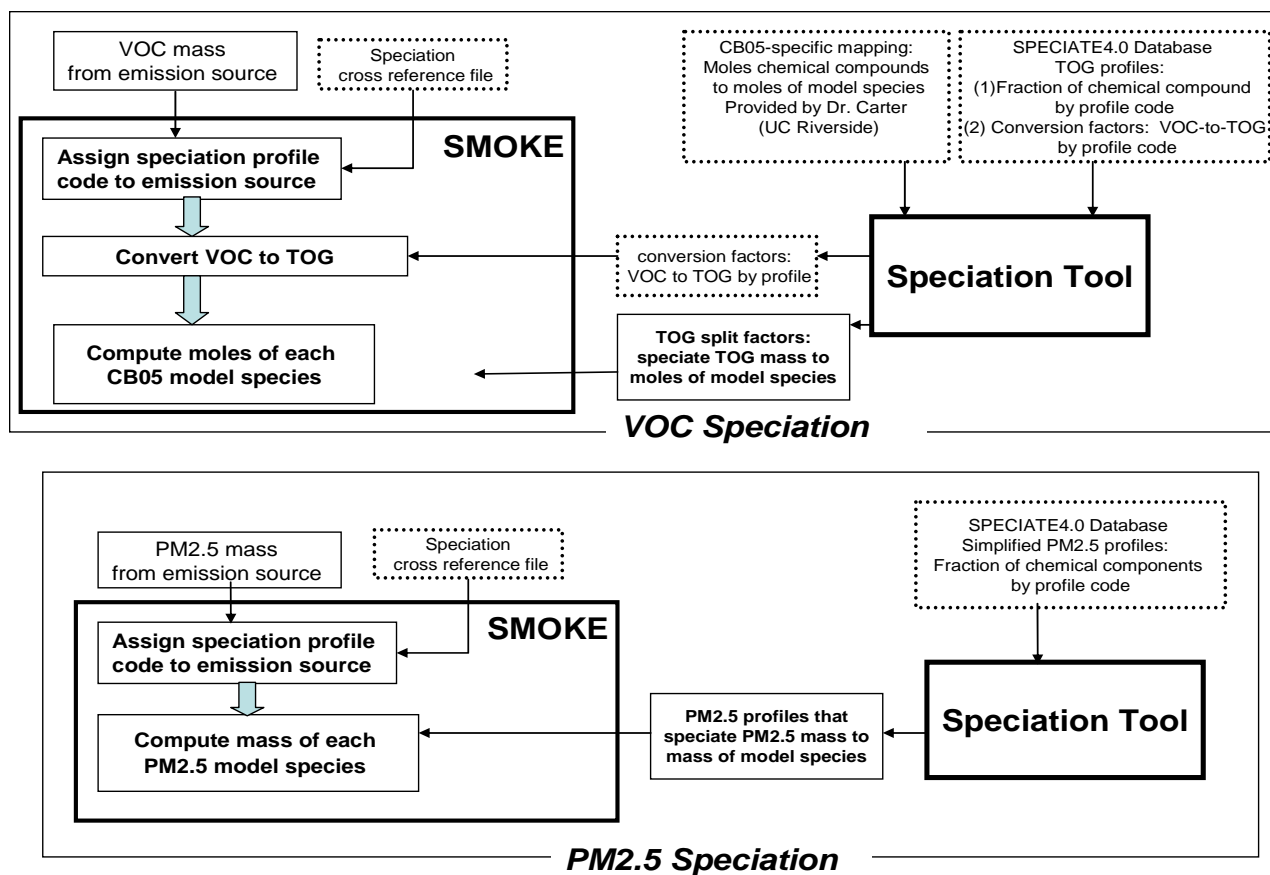 VOC mass
from emission source
Speciation
cross reference file
CB05-specific mapping:
Moles chemical compounds
to moles of model species
Provided by Dr. Carter
(UC Riverside)
SPECIATE4.0 Database
TOG profiles:
(1)Fraction of chemical compound
by profile code
(2) Conversion factors: VOC-to-TOG
by profile code
SMOKE
Assign speciation profile
code to emission source
Convert VOC to TOG
conversion factors:
VOC to TOG by profile
Speciation Tool
Compute moles of each
CB05 model species
TOG split factors:
speciate TOG mass to
moles of model species
VOC Speciation
PM2.5 mass
from emission source
Speciation
cross reference file
SPECIATE4.0 Database
Simplified PM2.5 profiles:
Fraction of chemical components
by profile code
SMOKE
Assign speciation profile
code to emission source
Compute mass of each
PM2.5 model species
PM2.5 profiles that
speciate PM2.5 mass to
mass of model species
Speciation Tool
PM2.5 Speciation